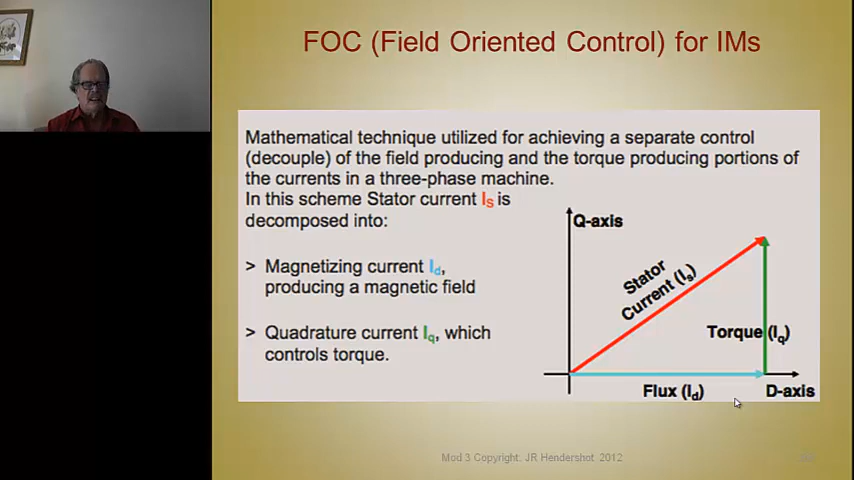 FOC (Field Oriented Control) for IMs
Mathematical technique utilized for achieving a separate control
(decouple) of the field producing and the torque producing portions of
the currents in a three-phase machine.
In this scheme Stator current Is is
decomposed into:
> Magnetizing current Id,
producing a magnetic field
> Quadrature current Iq, which
controls torque.
Q-axis
Stator
Current (Is)
Torque (Iq)
Flux (Id)
D-axis
Mod 3 Copyright. JR Hendershot 2012